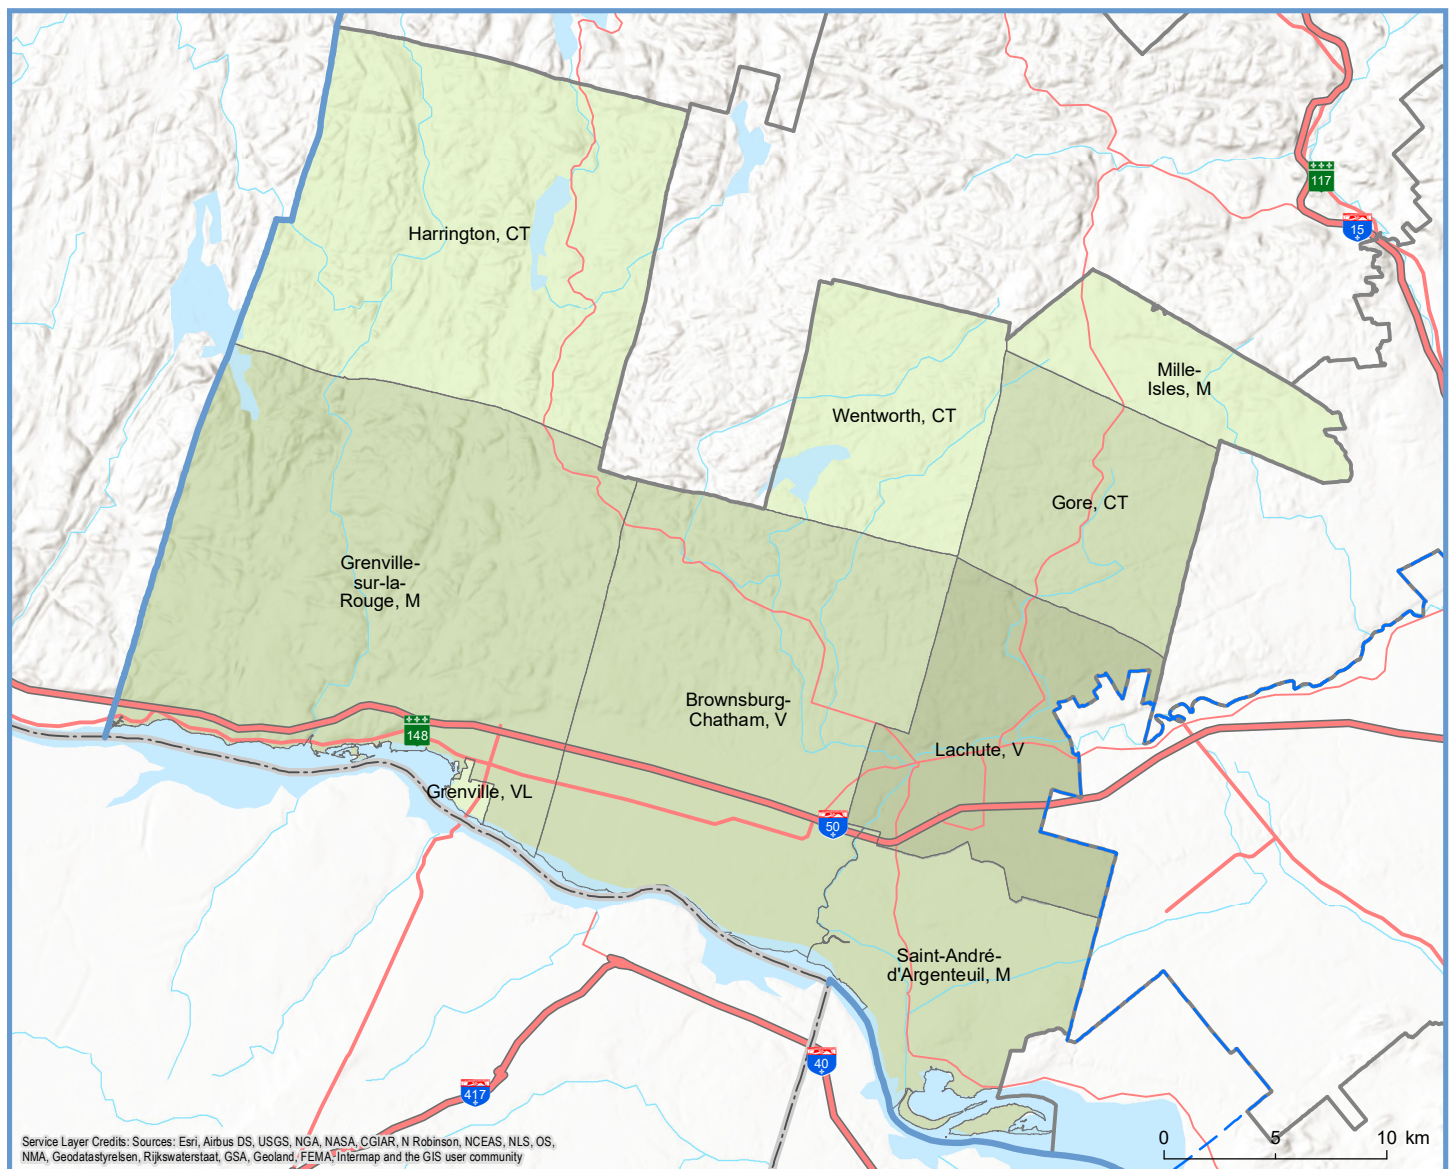 117
15
Harrington, CT
Mille-
Isles, M
Wentworth, CT
Gore, CT
Grenville-
sur-la-
Rouge, M
Brownsburg-
Chatham, V
148
Lachute, V
Grenville, VL
50
Saint-André-
d'Argenteuil, M
40
417
Service Layer Credits: Sources: Esri, Airbus DS, USGS, NGA, NASA, CGIAR, N Robinson, NCEAS, NLS, OS,
NMA, Geodatastyrelsen, Rijkswaterstaat, GSA, Geoland, FEMA, Intermap and the GIS user community
0 5 10 km